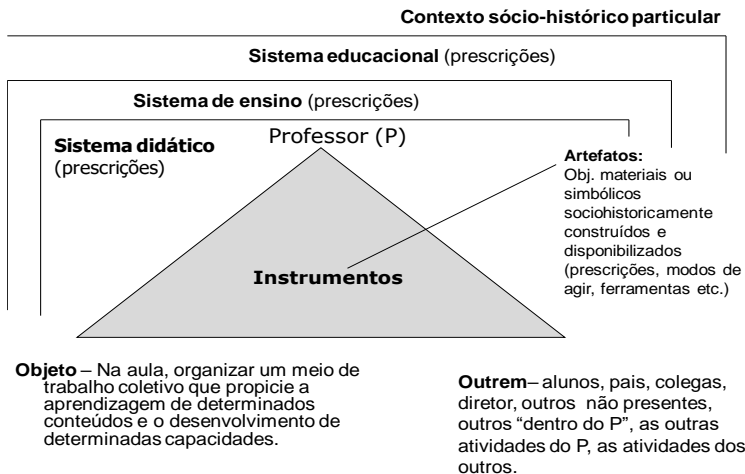 Contexto sócio-histórico particular
Sistema educacional (prescrições)
Sistema de ensino (prescrições)
Sistema didático
(prescrições)
Professor (P)
Artefatos:
Obj. materiais ou
simbólicos
sociohistoricamente
construídos e
disponibilizados
(prescrições, modos de
agir, ferramentas etc.)
Instrumentos
Objeto – Na aula, organizar um meio de
trabalho coletivo que propicie a
aprendizagem de determinados
conteúdos e o desenvolvimento de
determinadas capacidades.
Outrem– alunos, pais, colegas,
diretor, outros não presentes,
outros “dentro do P”, as outras
atividades do P, as atividades dos
outros.